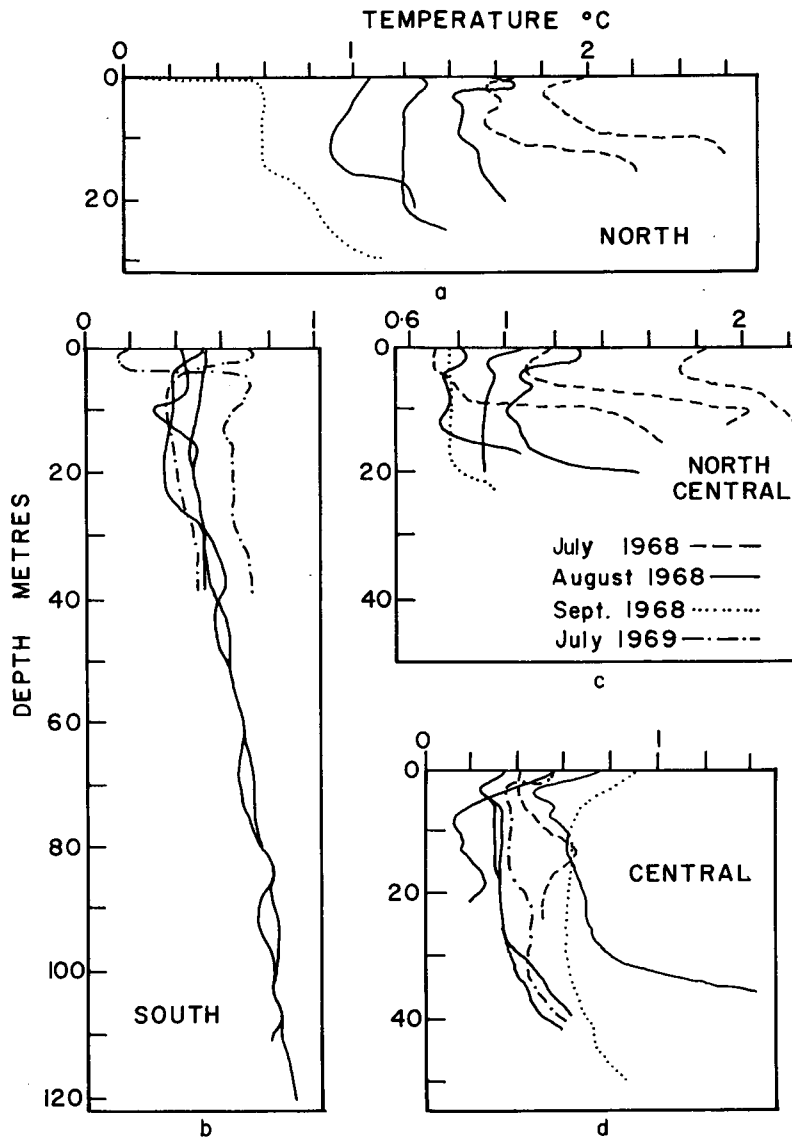 TEMPERATURE °C
0 1 2
0
20
NORTH
a
0 1
0
20
40
60
80
100
120
DEPTH METRES
SOUTH
b
0·6 1 2
0
20
40
NORTH
CENTRAL
July 1968
August 1968
Sept. 1968
July 1969
c
0 1
0
20
40
CENTRAL
d